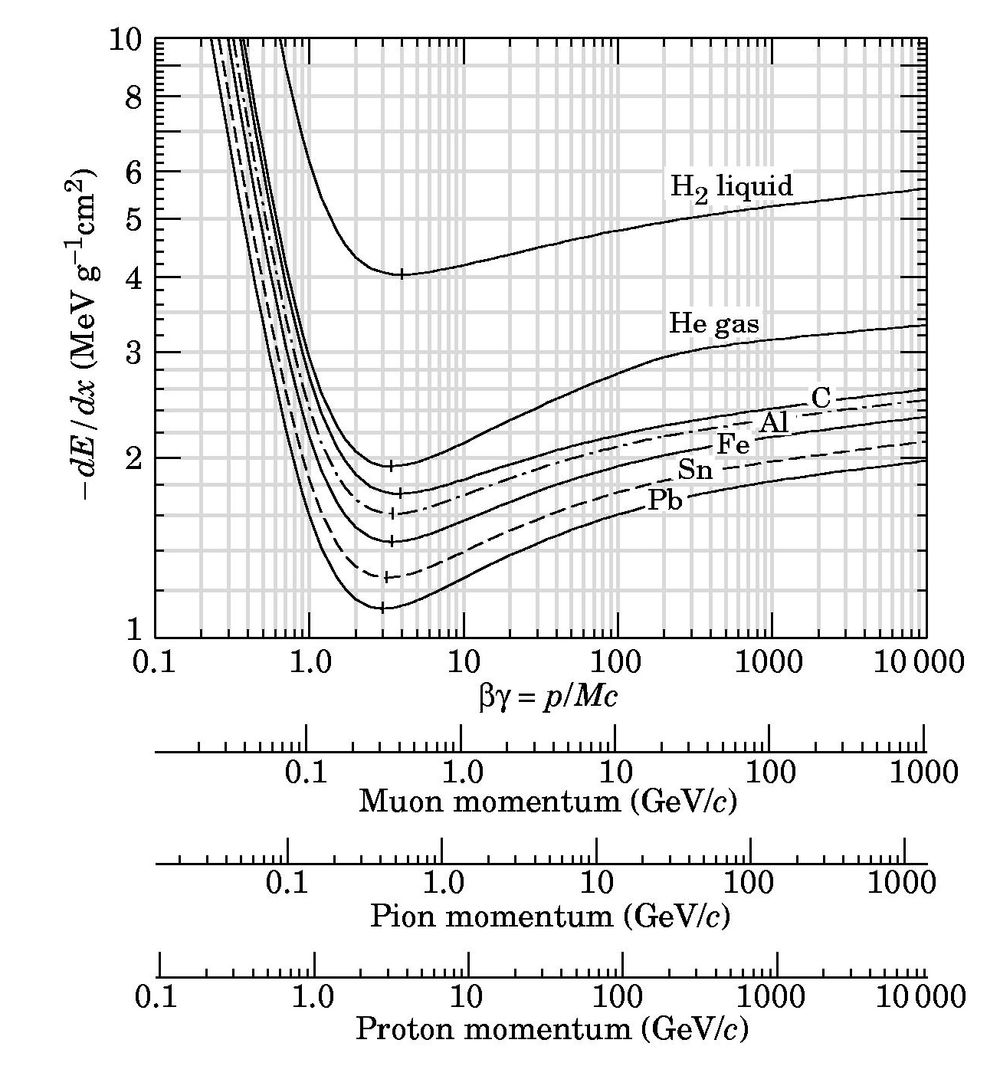 10
8
6
5
4
3
2
1
−dE/dx (MeV g⁻¹cm²)
H₂ liquid
He gas
C
Al
Fe
Sn
Pb
0.1 1.0 10 100 1000 10 000
βγ = p/Mc
0.1 1.0 10 100 1000
Muon momentum (GeV/c)
0.1 1.0 10 100 1000
Pion momentum (GeV/c)
0.1 1.0 10 100 1000 10 000
Proton momentum (GeV/c)